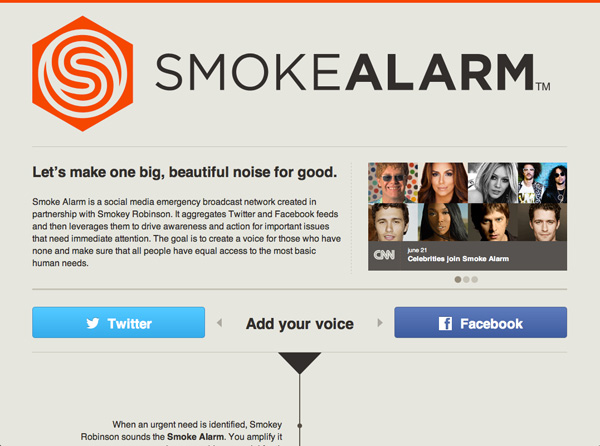 SMOKEALARM™
Let's make one big, beautiful noise for good.
Smoke Alarm is a social media emergency broadcast network created in
partnership with Smokey Robinson. It aggregates Twitter and Facebook feeds
and then leverages them to drive awareness and action for important issues
that need immediate attention. The goal is to create a voice for those who have
none and make sure that all people have equal access to the most basic
human needs.
CNN
june 21
Celebrities join Smoke Alarm
Twitter
Add your voice
Facebook
When an urgent need is identified, Smokey
Robinson sounds the Smoke Alarm. You amplify it